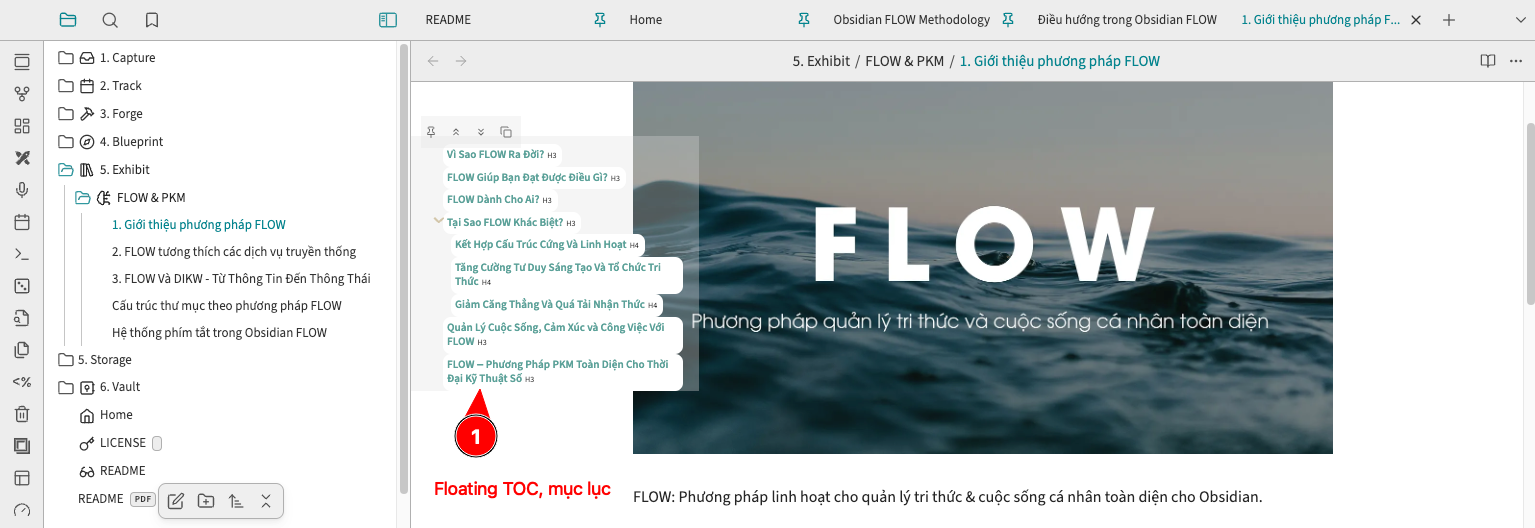 README
Home
Obsidian FLOW Methodology
Điều hướng trong Obsidian FLOW
1. Giới thiệu phương pháp F...
1. Capture
2. Track
3. Forge
4. Blueprint
5. Exhibit
FLOW & PKM
1. Giới thiệu phương pháp FLOW
2. FLOW tương thích các dịch vụ truyền thống
3. FLOW Và DIKW - Từ Thông Tin Đến Thông Thái
Cấu trúc thư mục theo phương pháp FLOW
Hệ thống phím tắt trong Obsidian FLOW
5. Storage
6. Vault
Home
LICENSE
README
README PDF
<%
5. Exhibit / FLOW & PKM / 1. Giới thiệu phương pháp FLOW
Vì Sao FLOW Ra Đời? H3
FLOW Giúp Bạn Đạt Được Điều Gì? H3
FLOW Dành Cho Ai? H3
Tại Sao FLOW Khác Biệt? H3
Kết Hợp Cấu Trúc Cứng Và Linh Hoạt H4
Tăng Cường Tư Duy Sáng Tạo Và Tổ Chức Tri
Thức H4
Giảm Căng Thẳng Và Quá Tải Nhận Thức H4
Quản Lý Cuộc Sống, Cảm Xúc và Công Việc Với
FLOW H3
FLOW – Phương Pháp PKM Toàn Diện Cho Thời
Đại Kỹ Thuật Số H3
1
Floating TOC, mục lục
FLOW
Phương pháp quản lý tri thức và cuộc sống cá nhân toàn diện
FLOW: Phương pháp linh hoạt cho quản lý tri thức & cuộc sống cá nhân toàn diện cho Obsidian.